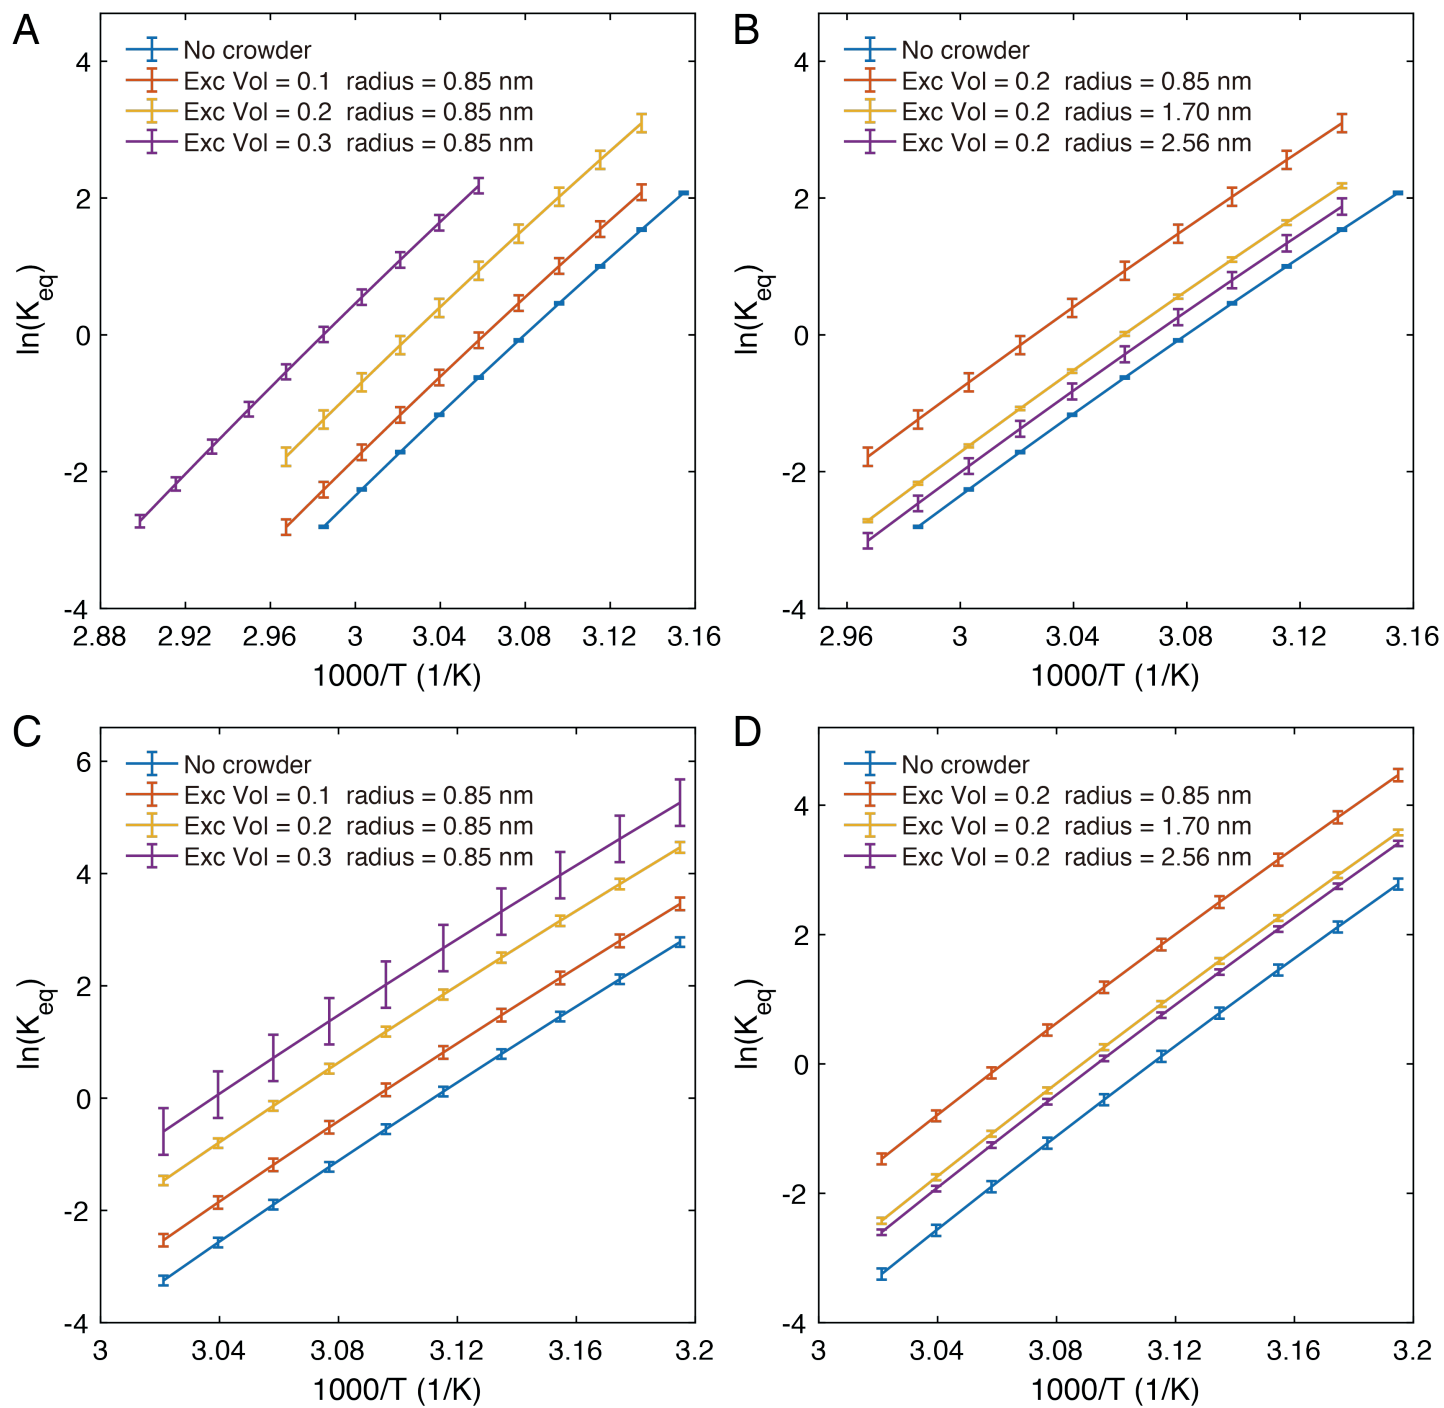 A
No crowder
Exc Vol = 0.1 radius = 0.85 nm
Exc Vol = 0.2 radius = 0.85 nm
Exc Vol = 0.3 radius = 0.85 nm
4
2
0
-2
-4
ln(Keq)
2.88 2.92 2.96 3 3.04 3.08 3.12 3.16
1000/T (1/K)
B
No crowder
Exc Vol = 0.2 radius = 0.85 nm
Exc Vol = 0.2 radius = 1.70 nm
Exc Vol = 0.2 radius = 2.56 nm
4
2
0
-2
-4
ln(Keq)
2.96 3 3.04 3.08 3.12 3.16
1000/T (1/K)
C
No crowder
Exc Vol = 0.1 radius = 0.85 nm
Exc Vol = 0.2 radius = 0.85 nm
Exc Vol = 0.3 radius = 0.85 nm
6
4
2
0
-2
-4
ln(Keq)
3 3.04 3.08 3.12 3.16 3.2
1000/T (1/K)
D
No crowder
Exc Vol = 0.2 radius = 0.85 nm
Exc Vol = 0.2 radius = 1.70 nm
Exc Vol = 0.2 radius = 2.56 nm
4
2
0
-2
-4
ln(Keq)
3 3.04 3.08 3.12 3.16 3.2
1000/T (1/K)